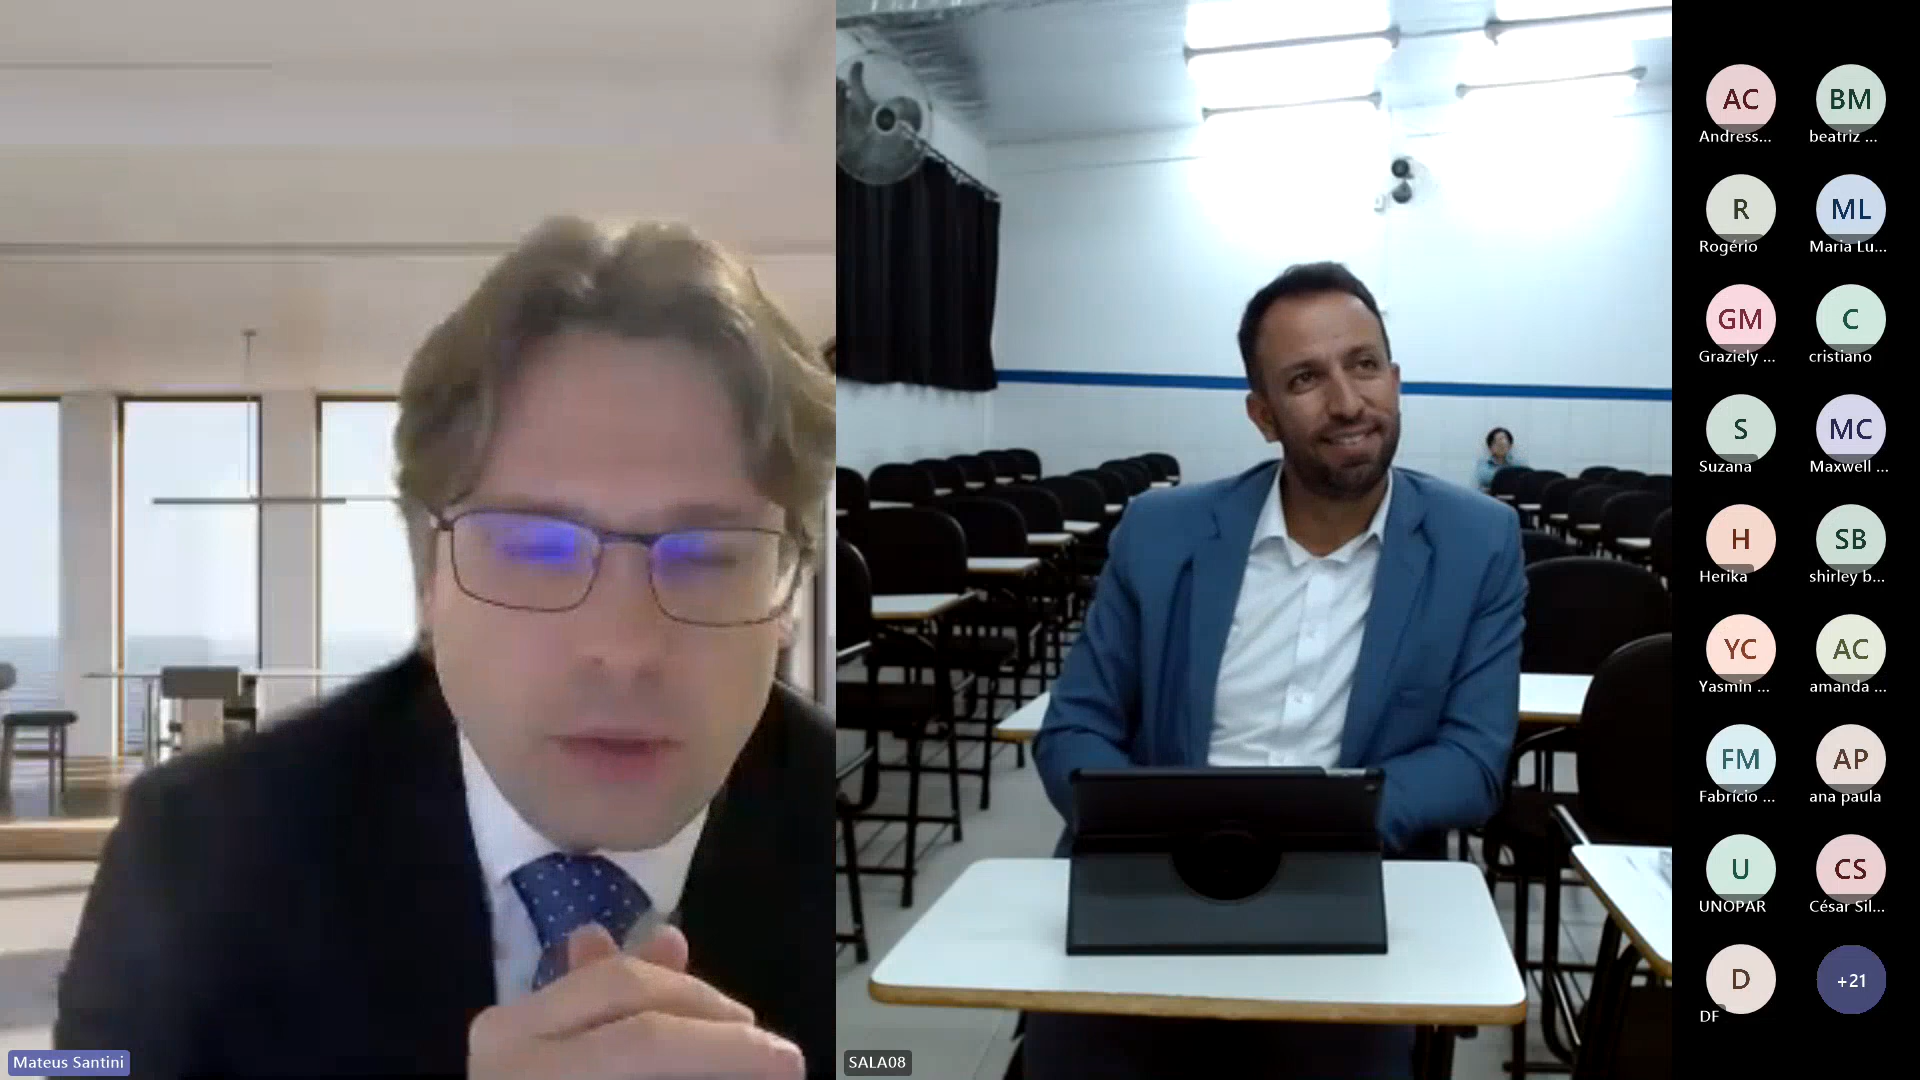 AC
BM
Andress...
beatriz ...
R
ML
Rogério
Maria Lu...
GM
C
Graziely ...
cristiano
S
MC
Suzana
Maxwell ...
H
SB
Herika
shirley b...
YC
AC
Yasmin ...
amanda ...
FM
AP
Fabrício ...
ana paula
U
CS
UNOPAR
César Sil...
D
+21
DF
Mateus Santini
SALA08